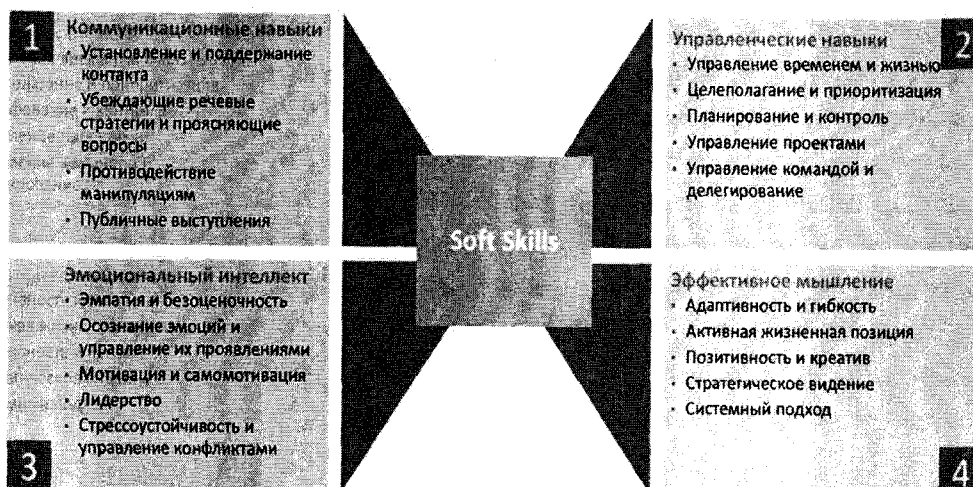 1
Коммуникационные навыки
• Установление и поддержание
контакта
• Убеждающие речевые
стратегии и проясняющие
вопросы
• Противодействие
манипуляциям
• Публичные выступления
2
Управленческие навыки
• Управление временем и жизнью
• Целеполагание и приоритизация
• Планирование и контроль
• Управление проектами
• Управление командой и
делегирование
Soft Skills
Эмоциональный интеллект
• Эмпатия и безоценочность
• Осознание эмоций и
управление их проявлениями
• Мотивация и самомотивация
• Лидерство
• Стрессоустойчивость и
управление конфликтами
3
Эффективное мышление
• Адаптивность и гибкость
• Активная жизненная позиция
• Позитивность и креатив
• Стратегическое видение
• Системный подход
4